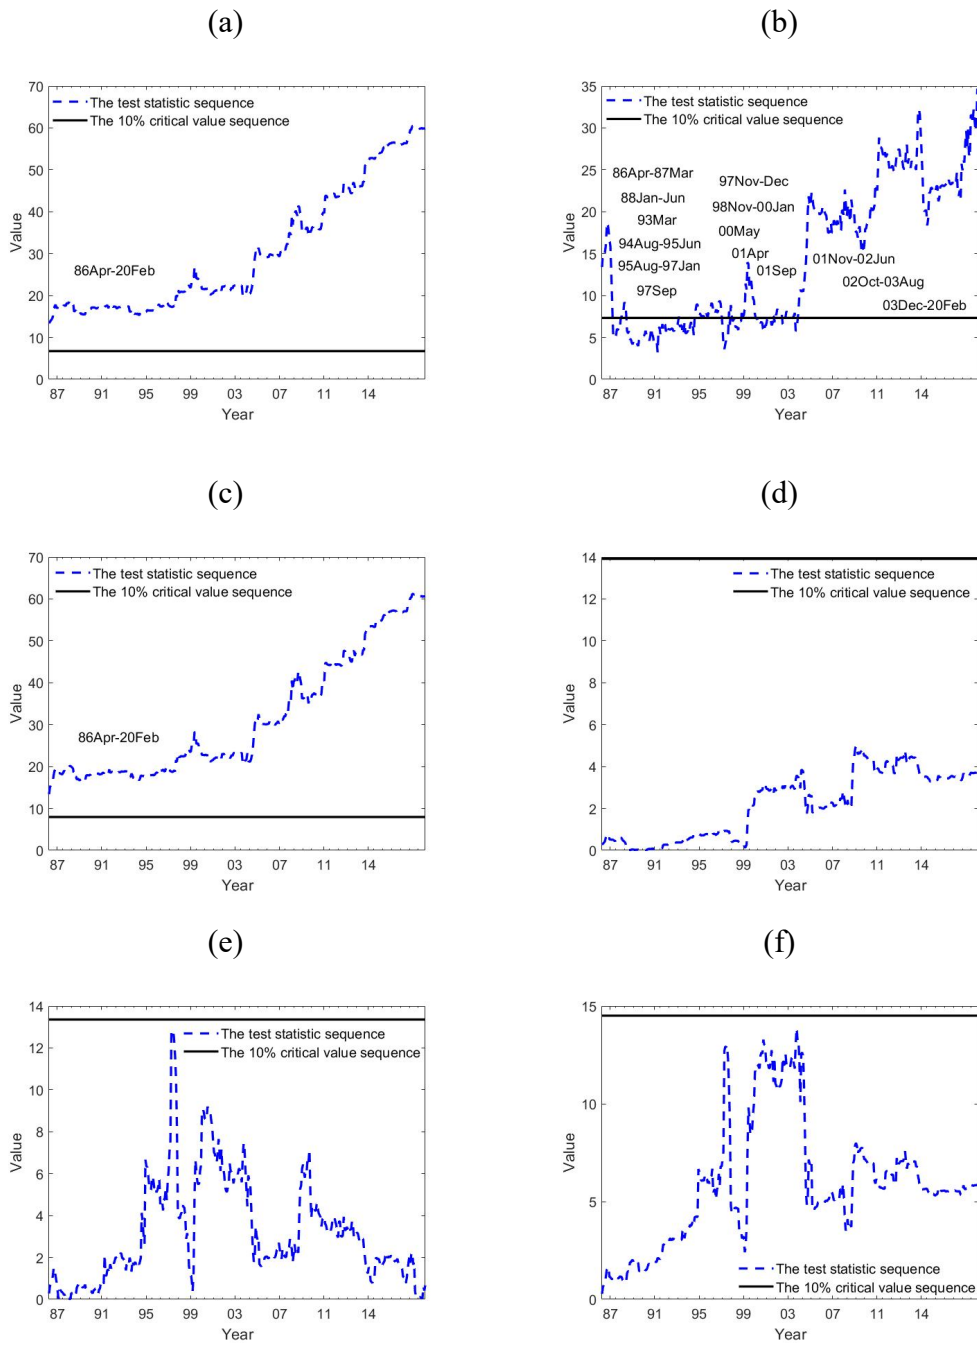 (a)
70
60
50
40
30
20
10
0
Value
The test statistic sequence
The 10% critical value sequence
86Apr-20Feb
87 91 95 99 03 07 11 14
Year
(b)
35
30
25
20
15
10
5
0
Value
The test statistic sequence
The 10% critical value sequence
86Apr-87Mar
88Jan-Jun
93Mar
94Aug-95Jun
95Aug-97Jan
97Sep
97Nov-Dec
98Nov-00Jan
00May
01Apr
01Sep
01Nov-02Jun
02Oct-03Aug
03Dec-20Feb
87 91 95 99 03 07 11 14
Year
(c)
70
60
50
40
30
20
10
0
Value
The test statistic sequence
The 10% critical value sequence
86Apr-20Feb
87 91 95 99 03 07 11 14
Year
(d)
14
12
10
8
6
4
2
0
Value
The test statistic sequence
The 10% critical value sequence
87 91 95 99 03 07 11 14
Year
(e)
14
12
10
8
6
4
2
0
Value
The test statistic sequence
The 10% critical value sequence
87 91 95 99 03 07 11 14
Year
(f)
15
10
5
0
Value
The test statistic sequence
The 10% critical value sequence
87 91 95 99 03 07 11 14
Year